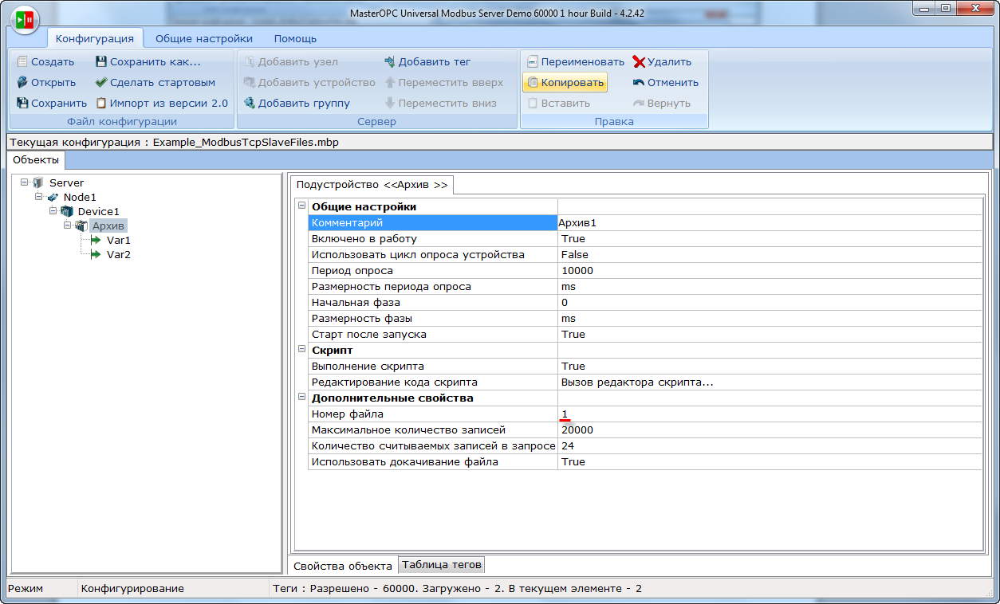 MasterOPC Universal Modbus Server Demo 60000 1 hour Build - 4.2.42
Конфигурация Общие настройки Помощь
Создать Сохранить как...
Открыть Сделать стартовым
Сохранить Импорт из версии 2.0
Файл конфигурации
Добавить узел Добавить тег
Добавить устройство Переместить вверх
Добавить группу Переместить вниз
Сервер
Переименовать Удалить
Копировать Отменить
Вставить Вернуть
Правка
Текущая конфигурация : Example_ModbusTcpSlaveFiles.mbp
Объекты
Server
Node1
Device1
Архив
Var1
Var2
Подустройство <<Архив >>
Общие настройки
Комментарий Архив1
Включено в работу True
Использовать цикл опроса устройства False
Период опроса 10000
Размерность периода опроса ms
Начальная фаза 0
Размерность фазы ms
Старт после запуска True
Скрипт
Выполнение скрипта True
Редактирование кода скрипта Вызов редактора скрипта...
Дополнительные свойства
Номер файла 1
Максимальное количество записей 20000
Количество считываемых записей в запросе 24
Использовать докачивание файла True
Свойства объекта Таблица тегов
Режим Конфигурирование Теги : Разрешено - 60000. Загружено - 2. В текущем элементе - 2